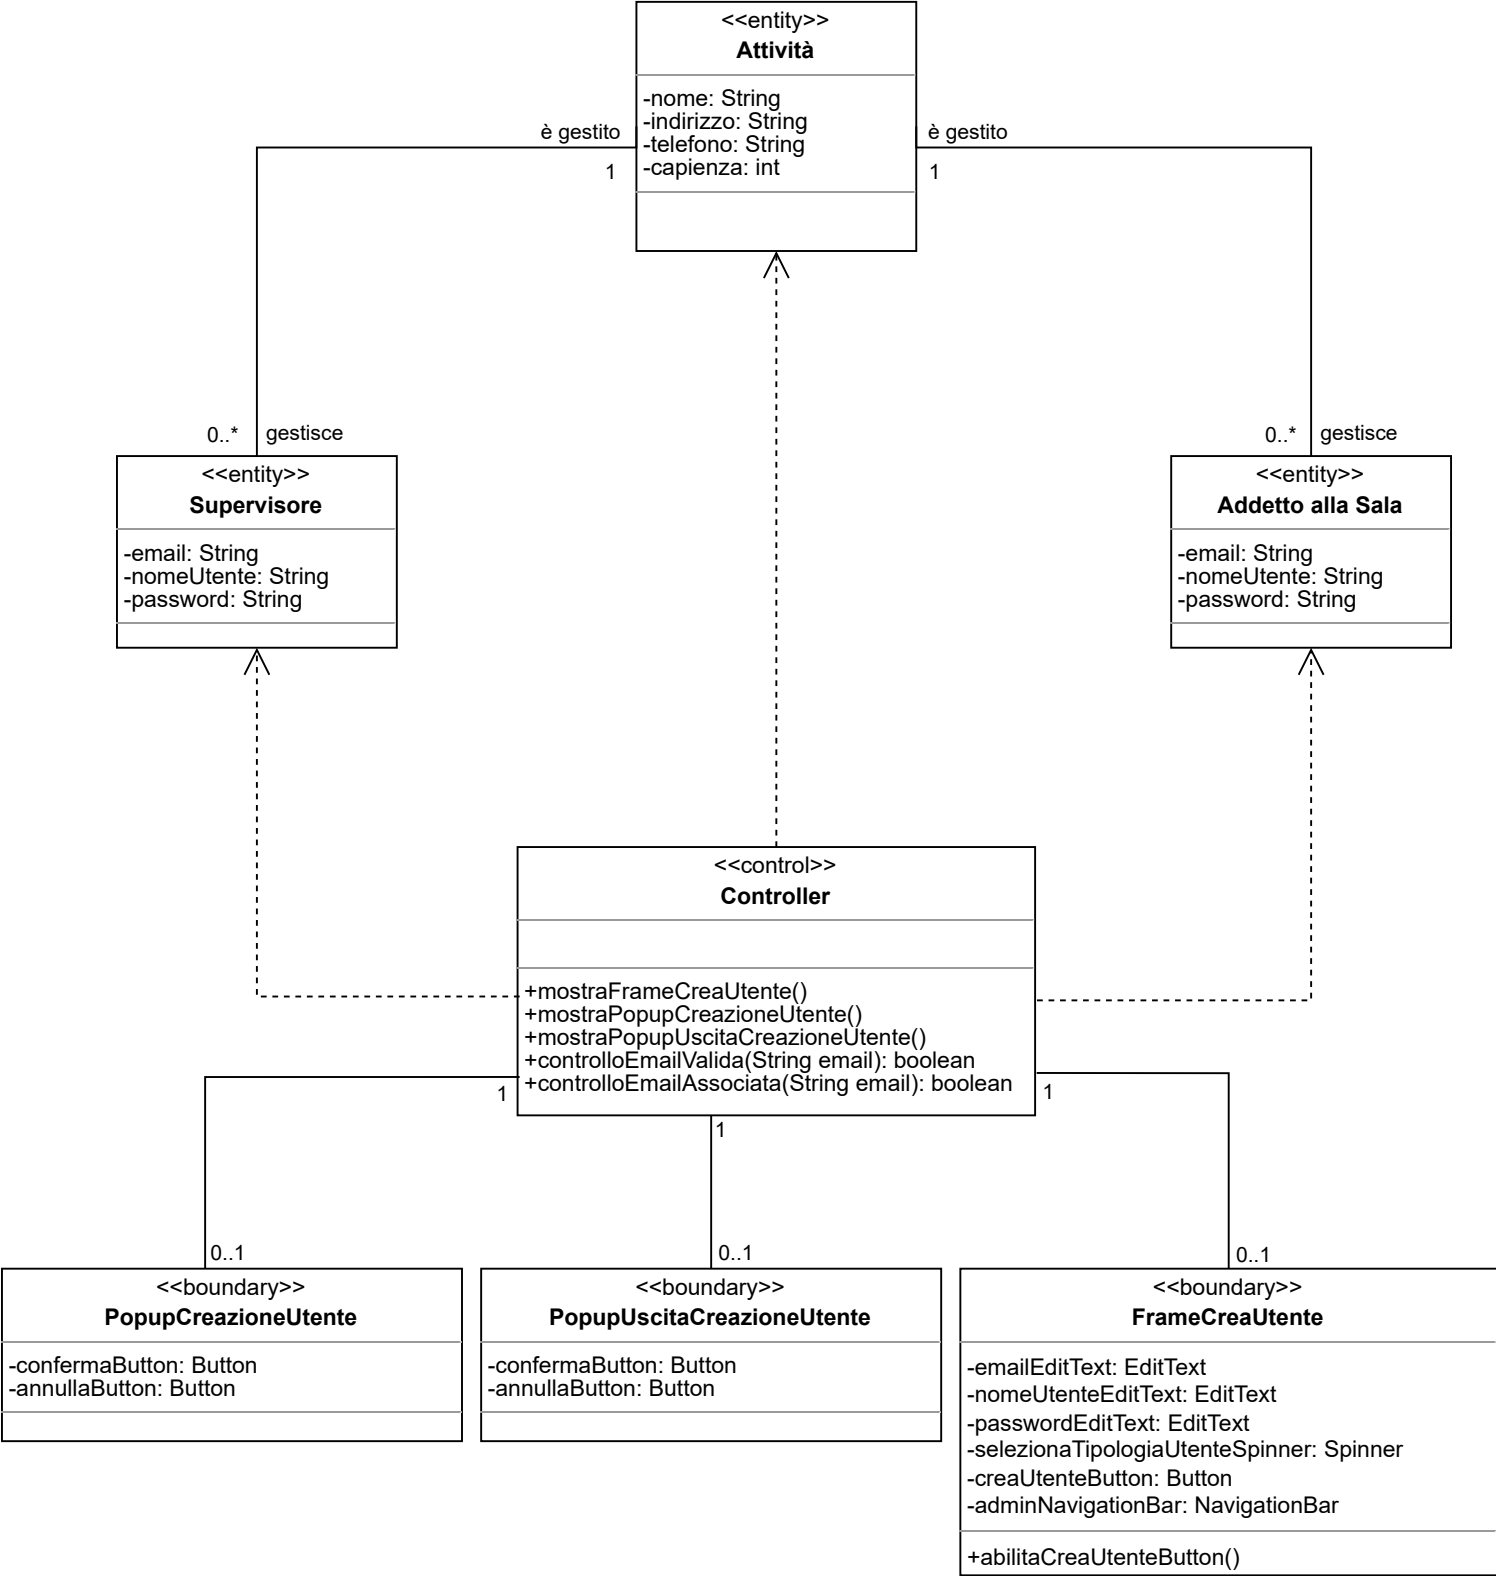 <<entity>>
Attività
-nome: String
-indirizzo: String
-telefono: String
-capienza: int
è gestito
1
è gestito
1
0..* gestisce
0..* gestisce
<<entity>>
Supervisore
-email: String
-nomeUtente: String
-password: String
<<entity>>
Addetto alla Sala
-email: String
-nomeUtente: String
-password: String
<<control>>
Controller
+mostraFrameCreaUtente()
+mostraPopupCreazioneUtente()
+mostraPopupUscitaCreazioneUtente()
+controlloEmailValida(String email): boolean
+controlloEmailAssociata(String email): boolean
1
1
1
0..1
0..1
0..1
<<boundary>>
PopupCreazioneUtente
-confermaButton: Button
-annullaButton: Button
<<boundary>>
PopupUscitaCreazioneUtente
-confermaButton: Button
-annullaButton: Button
<<boundary>>
FrameCreaUtente
-emailEditText: EditText
-nomeUtenteEditText: EditText
-passwordEditText: EditText
-selezionaTipologiaUtenteSpinner: Spinner
-creaUtenteButton: Button
-adminNavigationBar: NavigationBar
+abilitaCreaUtenteButton()